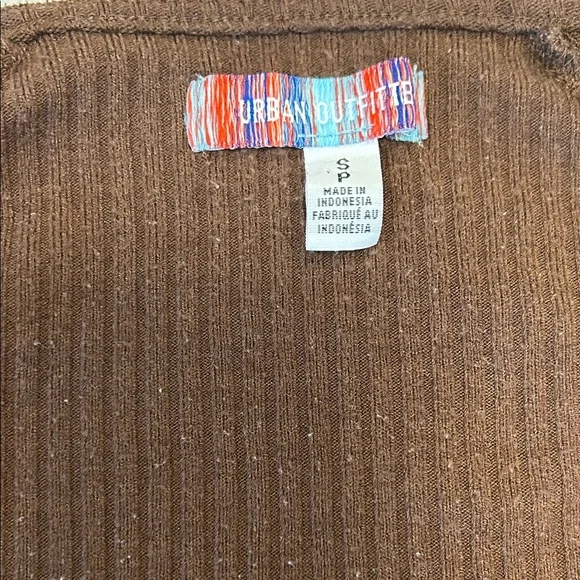 URBAN OUTFITTE
S
P
MADE IN
INDONESIA
FABRIQUÉ AU
INDONÉSIA